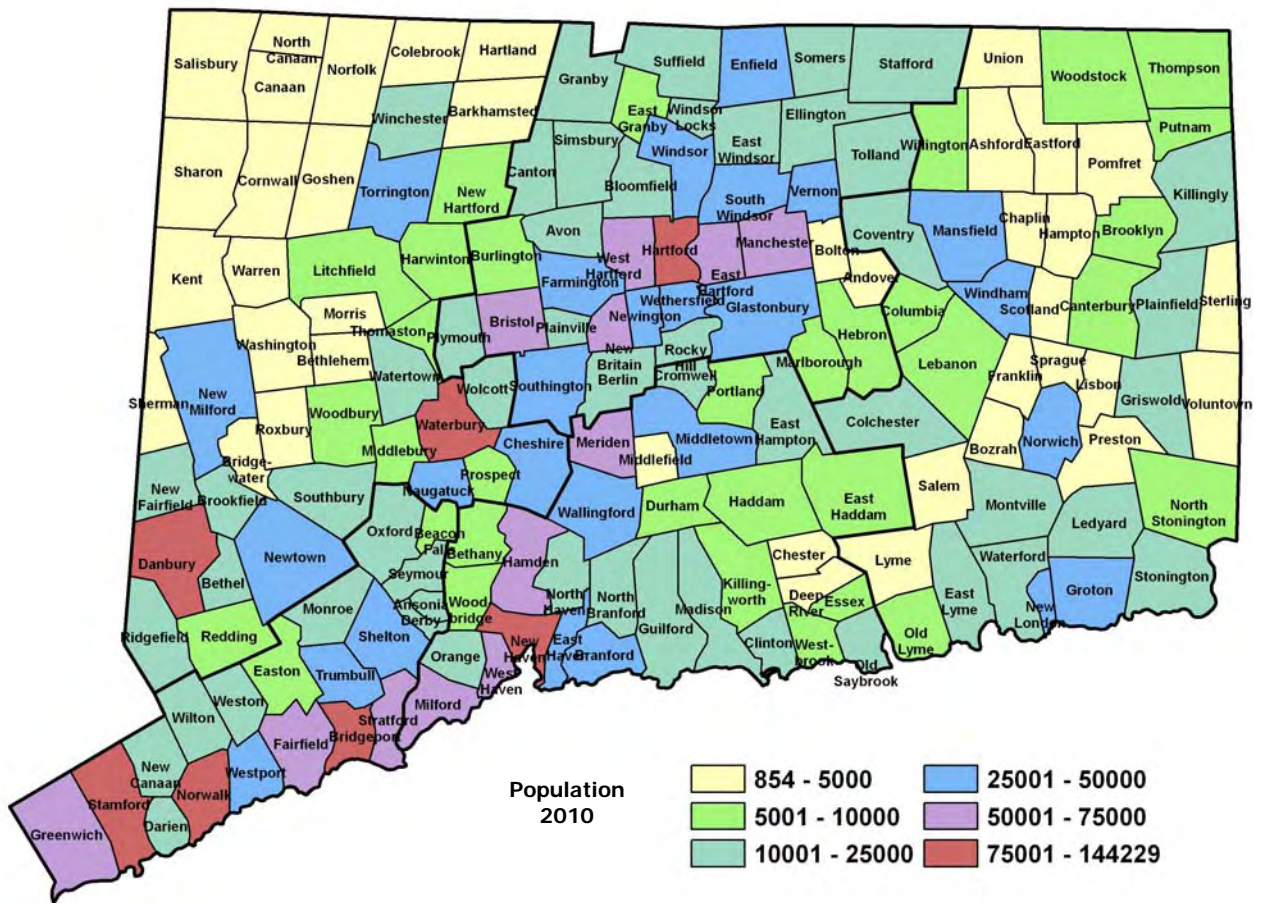 North
Canaan
Colebrook
Hartland
Salisbury
Canaan
Norfolk
Granby
Suffield
Enfield
Somers
Stafford
Union
Woodstock
Thompson
Barkhamsted
Winchester
East
Granby
Windsor
Locks
Ellington
Putnam
Simsbury
East
Windsor
Willington
Ashford
Eastford
Sharon
Cornwall
Goshen
Canton
Windsor
Tolland
Pomfret
Torrington
New
Hartford
Bloomfield
South
Windsor
Vernon
Killingly
Avon
Coventry
Mansfield
Chaplin
Hampton
Brooklyn
Kent
Warren
Litchfield
Harwinton
Burlington
West
Hartford
Hartford
East
Hartford
Manchester
Bolton
Andover
Farmington
Windham
Scotland
Canterbury
Plainfield
Sterling
Morris
Bristol
Plainville
Newington
Wethersfield
Glastonbury
Columbia
Thomaston
Plymouth
Washington
Bethlehem
New
Britain
Berlin
Rocky
Hill
Marlborough
Hebron
Lebanon
Franklin
Sprague
Lisbon
Watertown
Wolcott
Southington
Cromwell
Portland
Griswold
Voluntown
Sherman
New
Milford
Roxbury
Woodbury
Waterbury
Cheshire
Meriden
Middletown
East
Hampton
Colchester
Norwich
Bozrah
Preston
Middlebury
Middlefield
Bridge-
water
Prospect
Salem
New
Fairfield
Brookfield
Southbury
Naugatuck
Wallingford
Durham
Haddam
East
Haddam
Montville
Ledyard
North
Stonington
Oxford
Beacon
Falls
Bethany
Danbury
Newtown
Hamden
Chester
Lyme
Waterford
Bethel
Seymour
Killing-
worth
Deep
River
Essex
East
Lyme
New
London
Groton
Stonington
Monroe
Ansonia
Derby
Wood
bridge
North
Haven
North
Branford
Guilford
Madison
Ridgefield
Redding
Shelton
New
Haven
East
Haven
Branford
Clinton
West-
brook
Old
Saybrook
Old
Lyme
Easton
Trumbull
Orange
West
Haven
Weston
Wilton
Milford
Stratford
Fairfield
Bridgeport
New
Canaan
Westport
Norwalk
Stamford
Darien
Greenwich
Population
2010
854 - 5000
5001 - 10000
10001 - 25000
25001 - 50000
50001 - 75000
75001 - 144229